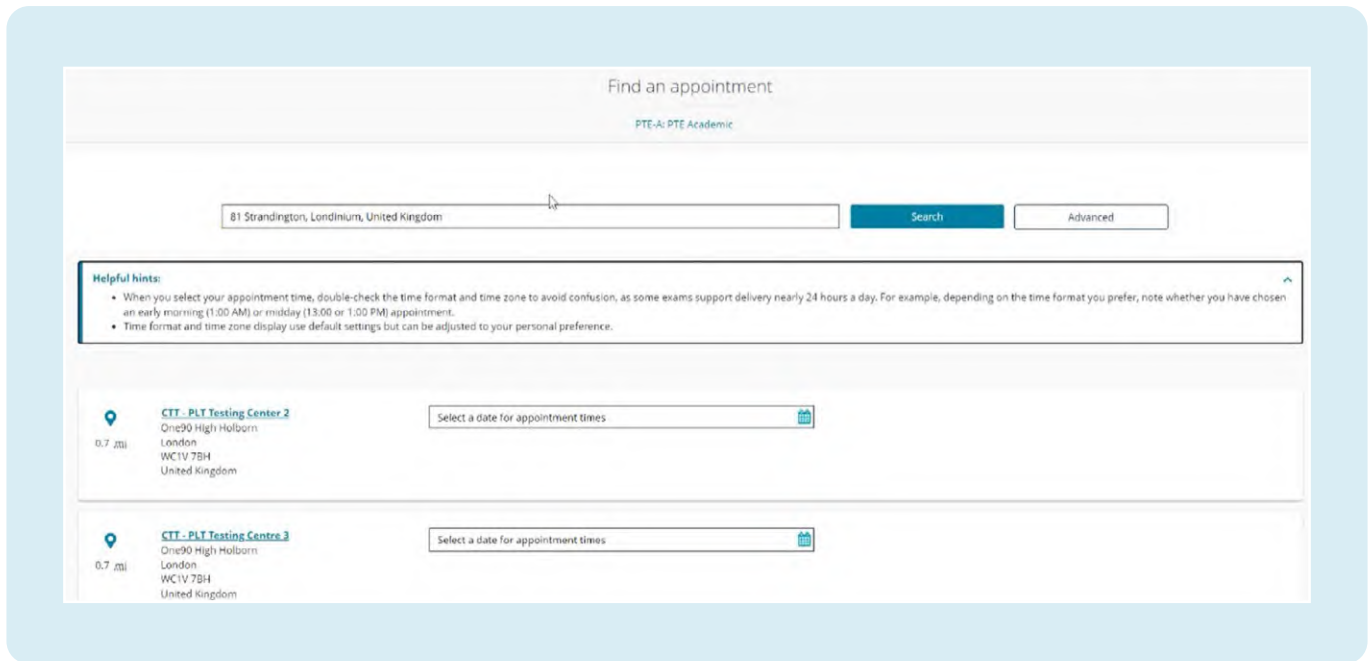 Find an appointment
PTE-A: PTE Academic
81 Strandington, Londinium, United Kingdom
Search
Advanced
Helpful hints:
• When you select your appointment time, double-check the time format and time zone to avoid confusion, as some exams support delivery nearly 24 hours a day. For example, depending on the time format you prefer, note whether you have chosen
an early morning (1:00 AM) or midday (13:00 or 1:00 PM) appointment.
• Time format and time zone display use default settings but can be adjusted to your personal preference.
CTT - PLT Testing Center 2
One90 High Holborn
London
WC1V 7BH
United Kingdom
0.7 mi
Select a date for appointment times
CTT - PLT Testing Centre 3
One90 High Holborn
London
WC1V 7BH
United Kingdom
0.7 mi
Select a date for appointment times